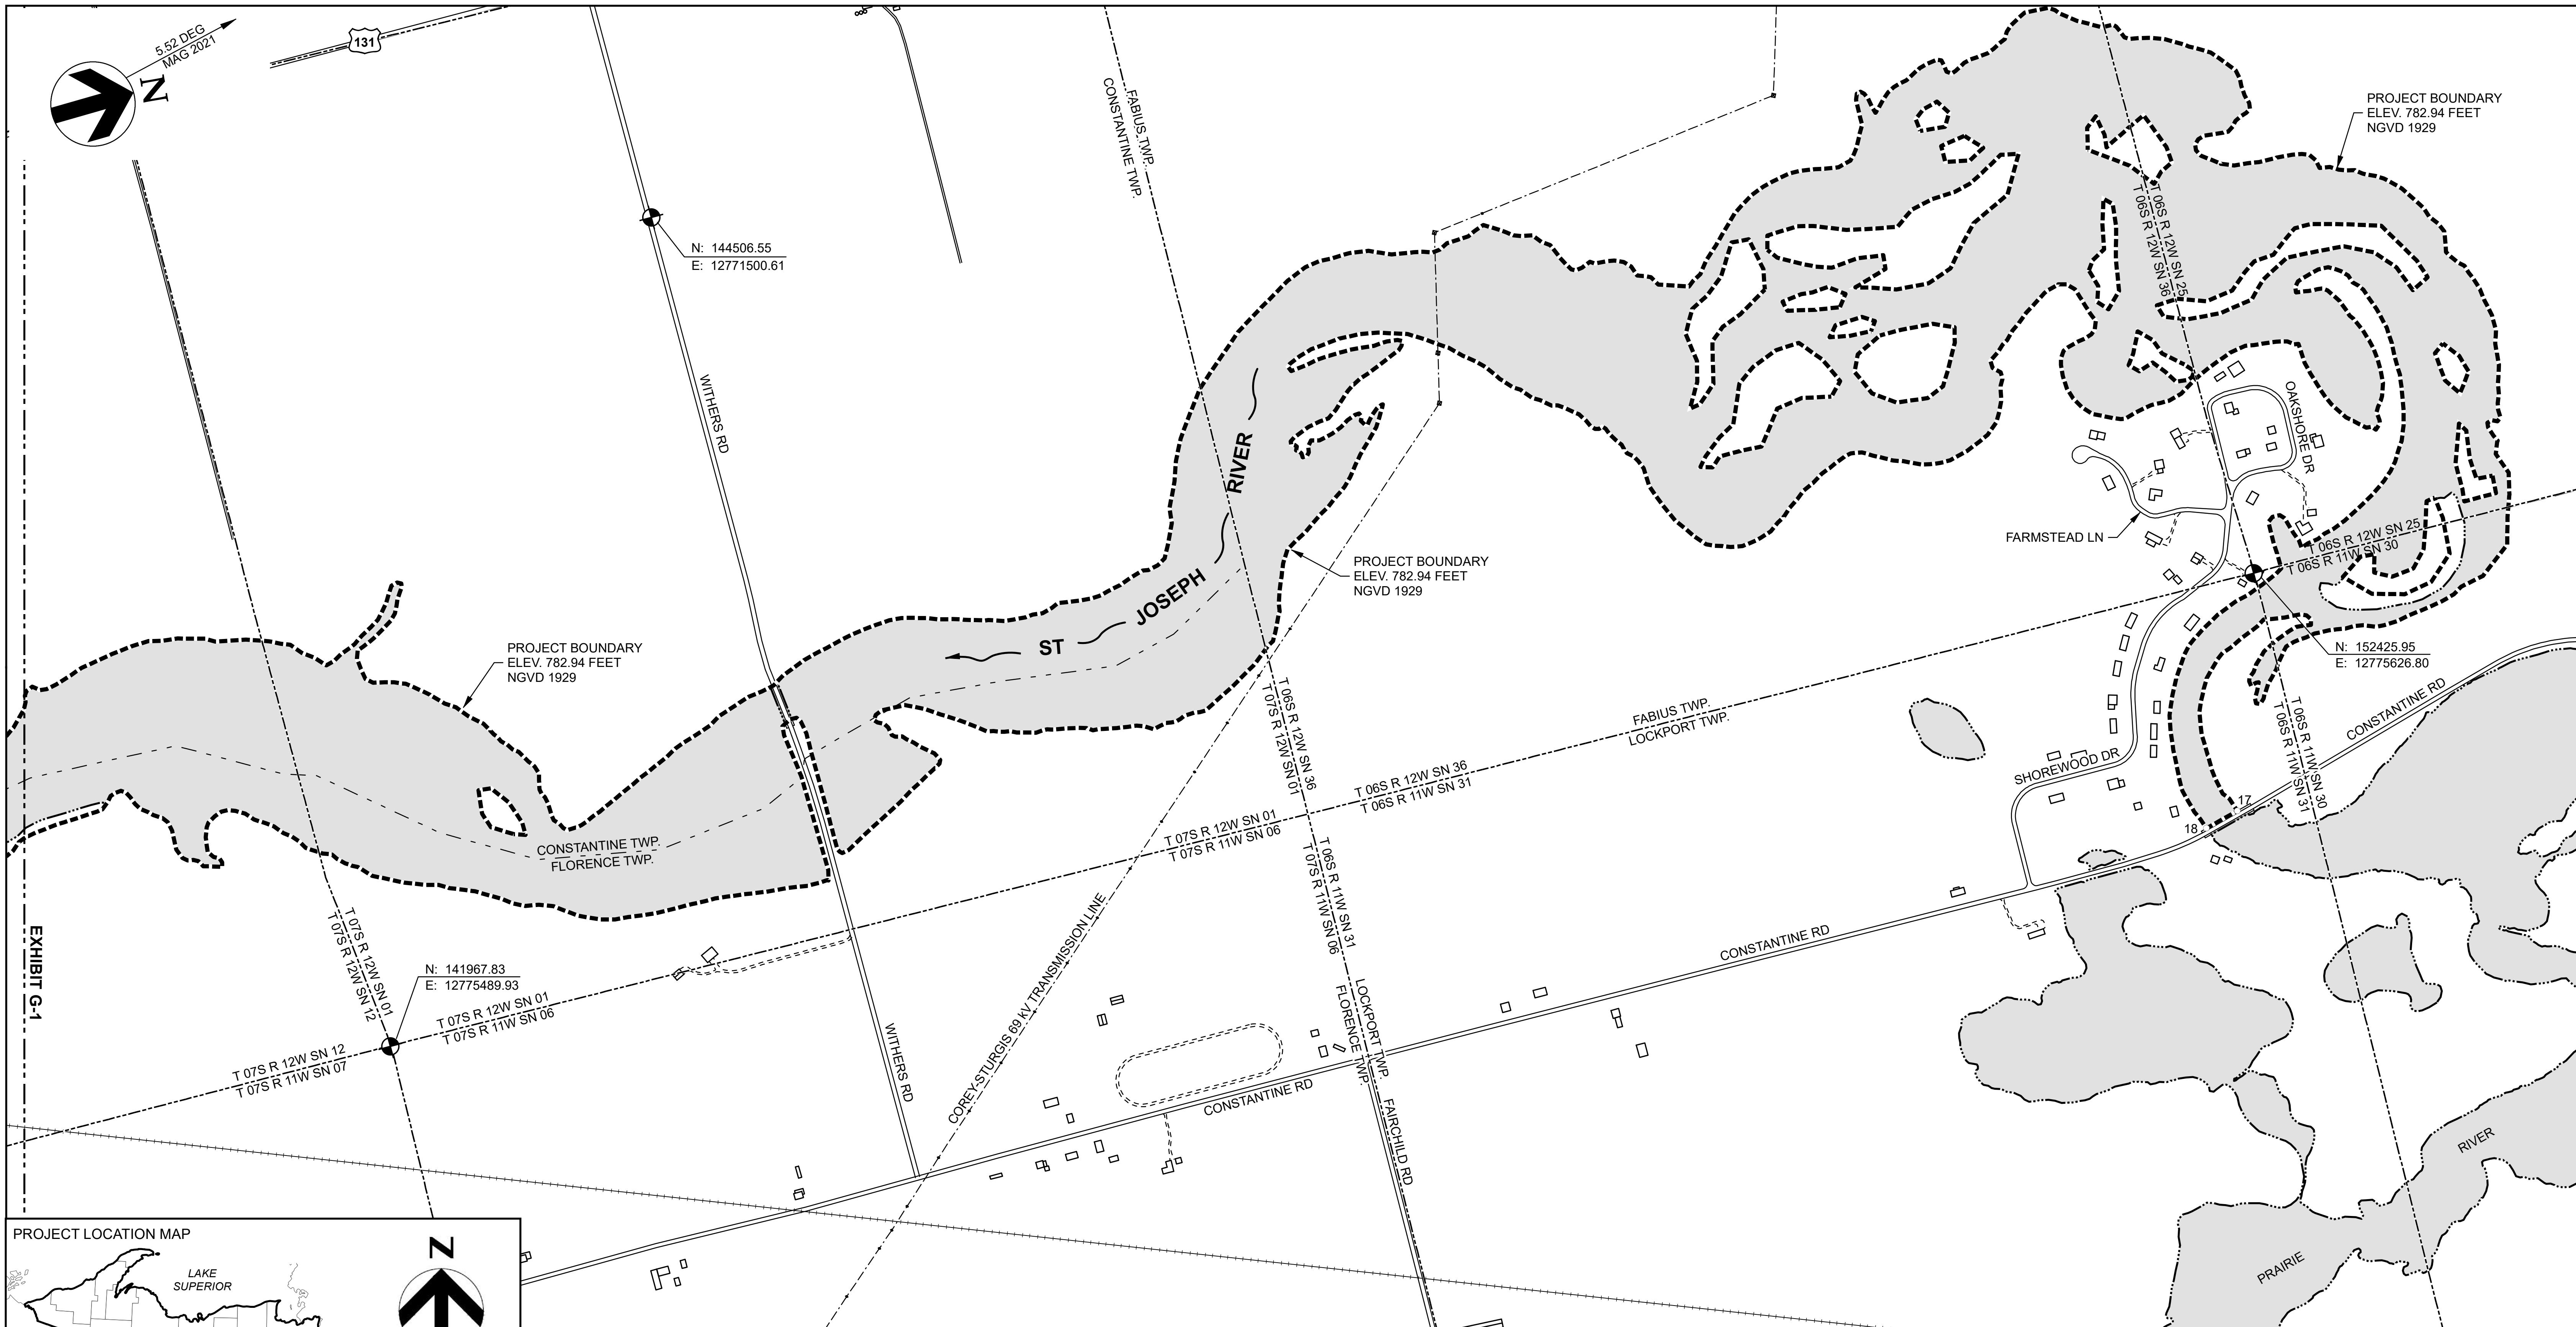 5.52 DEG
MAG 2021
N
131
FABIUS TWP.
CONSTANTINE TWP.
PROJECT BOUNDARY
ELEV. 782.94 FEET
NGVD 1929
N: 144506.55
E: 12771500.61
T 06S R 12W SN 25
T 06S R 12W SN 36
WITHERS RD
OAKSHORE DR
RIVER
JOSEPH
ST
FARMSTEAD LN
T 06S R 12W SN 25
T 06S R 11W SN 30
PROJECT BOUNDARY
ELEV. 782.94 FEET
NGVD 1929
PROJECT BOUNDARY
ELEV. 782.94 FEET
NGVD 1929
N: 152425.95
E: 12775626.80
T 06S R 12W SN 36
T 07S R 12W SN 01
FABIUS TWP.
LOCKPORT TWP.
CONSTANTINE RD
T 06S R 11W SN 30
T 06S R 11W SN 31
SHOREWOOD DR
17
18
T 06S R 12W SN 36
T 06S R 11W SN 31
T 07S R 12W SN 01
T 07S R 11W SN 06
CONSTANTINE TWP.
FLORENCE TWP.
T 06S R 11W SN 31
T 07S R 11W SN 06
EXHIBIT G-1
T 07S R 12W SN 01
T 07S R 12W SN 12
COREY-STURGIS 69 kV TRANSMISSION LINE
CONSTANTINE RD
N: 141967.83
E: 12775489.93
T 07S R 12W SN 01
T 07S R 11W SN 06
T 07S R 12W SN 12
T 07S R 11W SN 07
WITHERS RD
LOCKPORT TWP.
FLORENCE TWP.
CONSTANTINE RD
FAIRCHILD RD
RIVER
PRAIRIE
PROJECT LOCATION MAP
N
LAKE
SUPERIOR